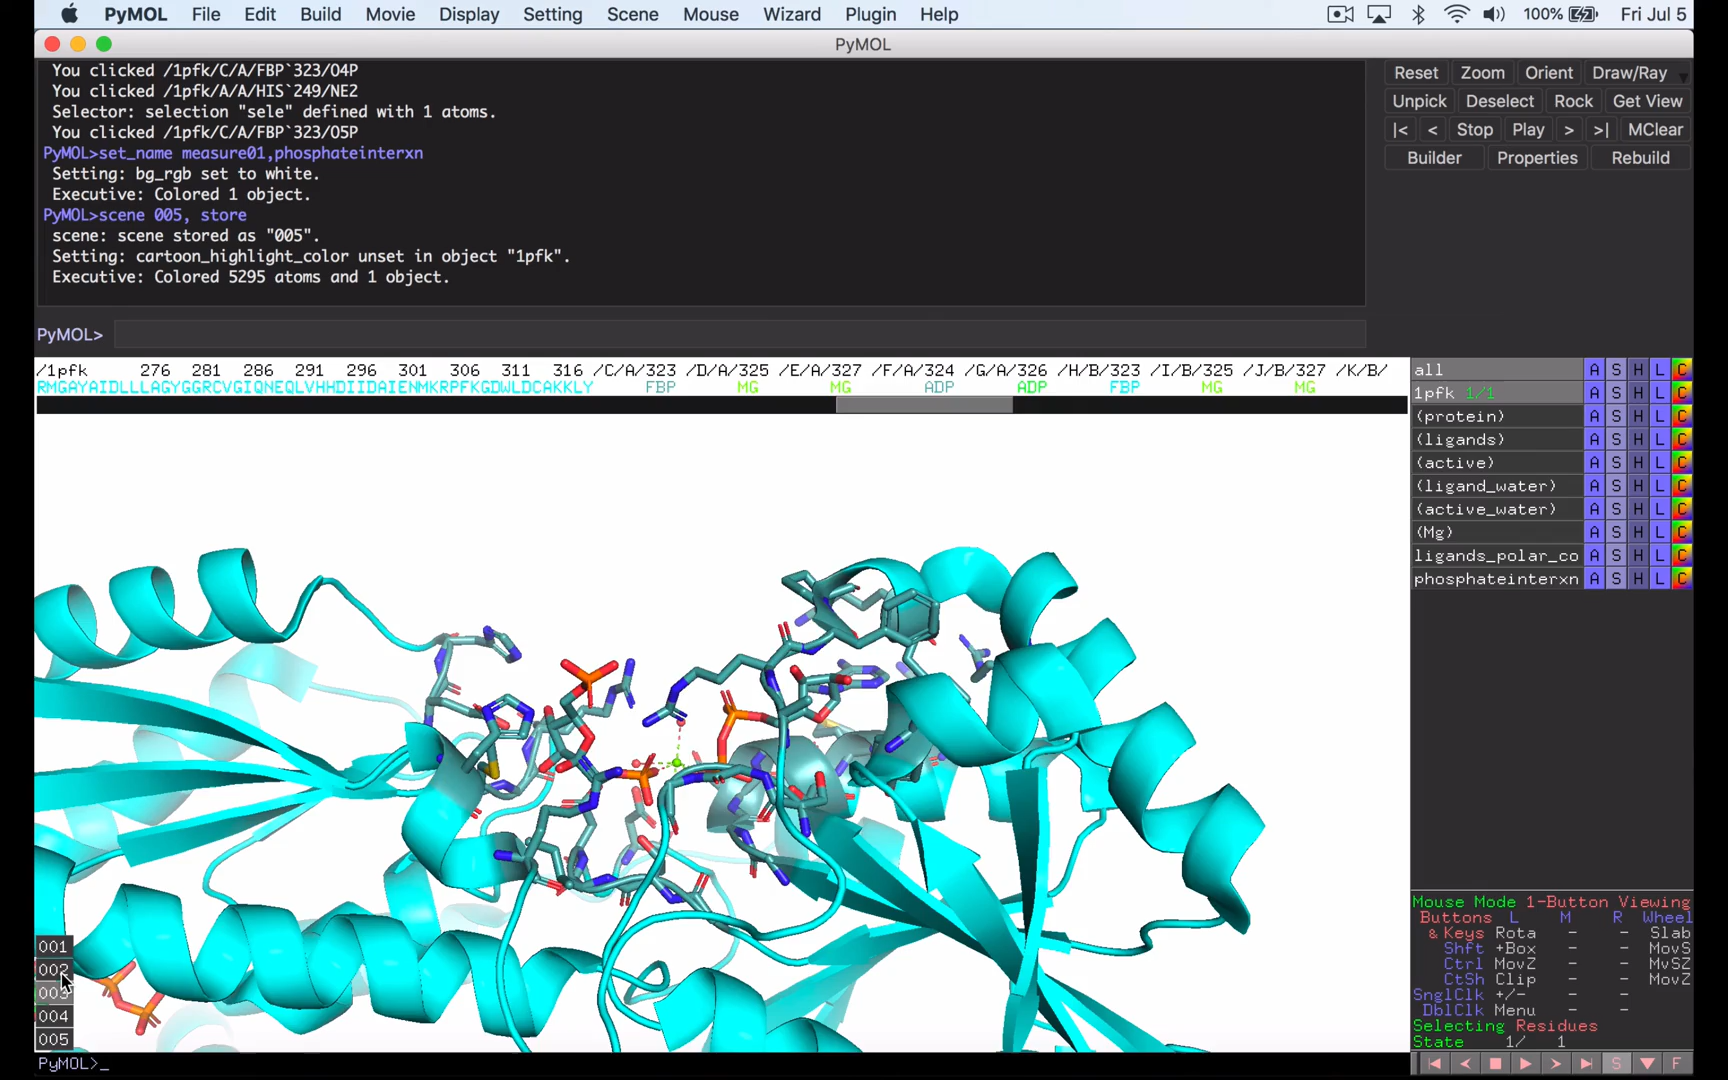 PyMOL File Edit Build Movie Display Setting Scene Mouse Wizard Plugin Help 100% Fri Jul 5
PyMOL
You clicked /1pfk/C/A/FBP`323/O4P
You clicked /1pfk/A/A/HIS`249/NE2
Selector: selection "sele" defined with 1 atoms.
You clicked /1pfk/C/A/FBP`323/O5P
PyMOL>set_name measure01,phosphateinterxn
Setting: bg_rgb set to white.
Executive: Colored 1 object.
PyMOL>scene 005, store
scene: scene stored as "005".
Setting: cartoon_highlight_color unset in object "1pfk".
Executive: Colored 5295 atoms and 1 object.
PyMOL>
Reset Zoom Orient Draw/Ray
Unpick Deselect Rock Get View
|< < Stop Play > >| MClear
Builder Properties Rebuild
/1pfk 276 281 286 291 296 301 306 311 316 /C/A/323 /D/A/325 /E/A/327 /F/A/324 /G/A/326 /H/B/323 /I/B/325 /J/B/327 /K/B/
RMGAYAIDLLLAGYGGRCVGIQNEQLVHHDIIDAIENMKRPFKGDWLDCAKKLY FBP MG MG ADP ADP FBP MG MG
all A S H L C
1pfk 1/1 A S H L C
(protein) A S H L C
(ligands) A S H L C
(active) A S H L C
(ligand_water) A S H L C
(active_water) A S H L C
(Mg) A S H L C
ligands_polar_co A S H L C
phosphateinterxn A S H L C
001
002
003
004
005
PyMOL>_
Mouse Mode 1-Button Viewing
Buttons L M R Wheel
& Keys Rota - - Slab
Shft +Box - - MovS
Ctrl MovZ - - MvSZ
CtSh Clip - - MovZ
SnglClk +/- - -
DblClk Menu - -
Selecting Residues
State 1/ 1
S F